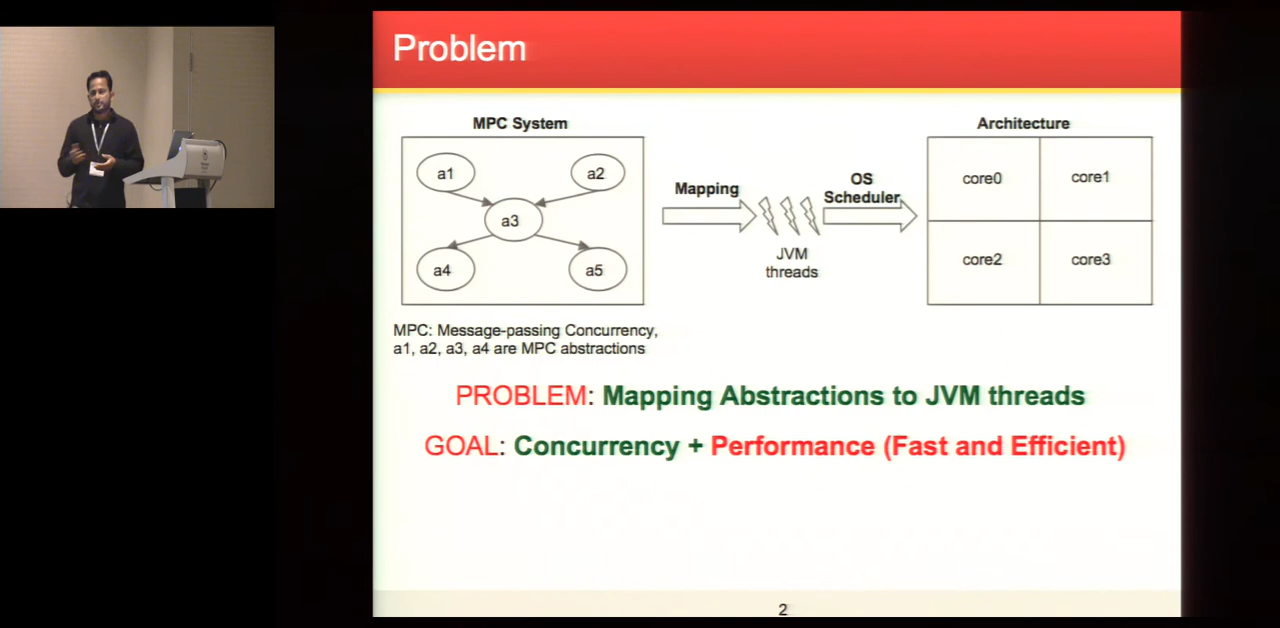 Problem
MPC System
Architecture
a1
a2
a3
a4
a5
Mapping
JVM
threads
OS
Scheduler
core0
core1
core2
core3
MPC: Message-passing Concurrency,
a1, a2, a3, a4 are MPC abstractions
PROBLEM: Mapping Abstractions to JVM threads
GOAL: Concurrency + Performance (Fast and Efficient)
2